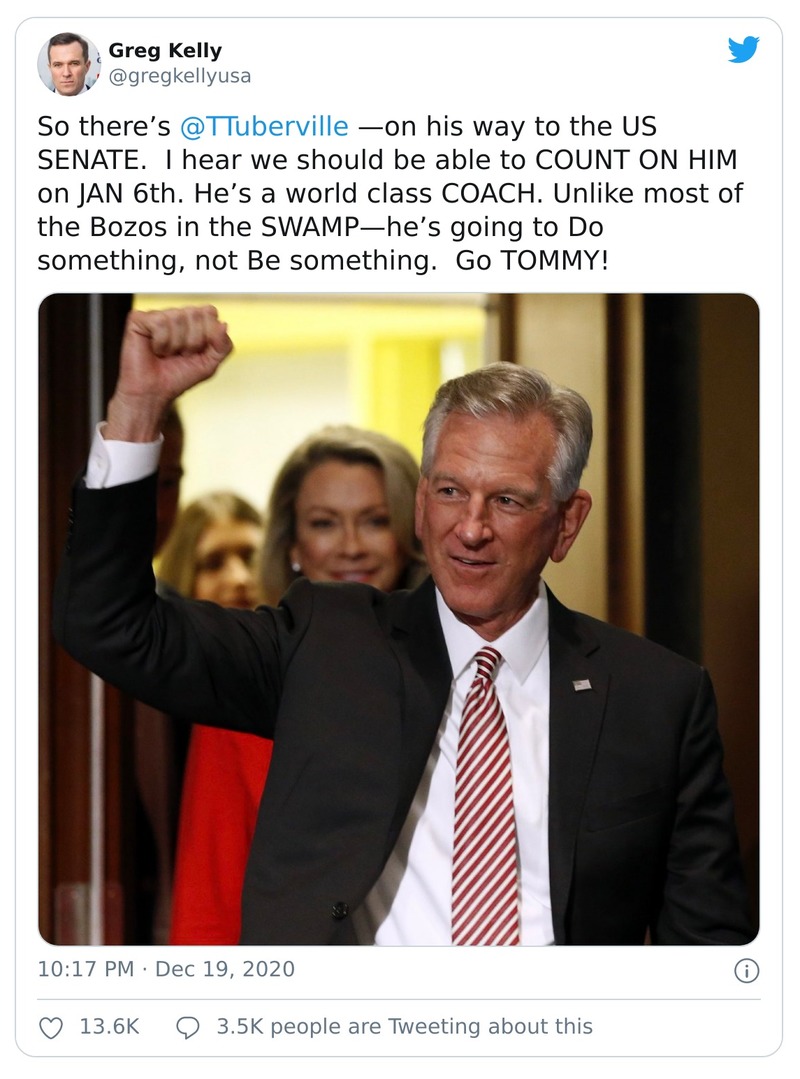 Greg Kelly
@gregkellyusa
So there’s @TTuberville —on his way to the US
SENATE.  I hear we should be able to COUNT ON HIM
on JAN 6th. He’s a world class COACH. Unlike most of
the Bozos in the SWAMP—he’s going to Do
something, not Be something.  Go TOMMY!
10:17 PM · Dec 19, 2020
13.6K
3.5K people are Tweeting about this